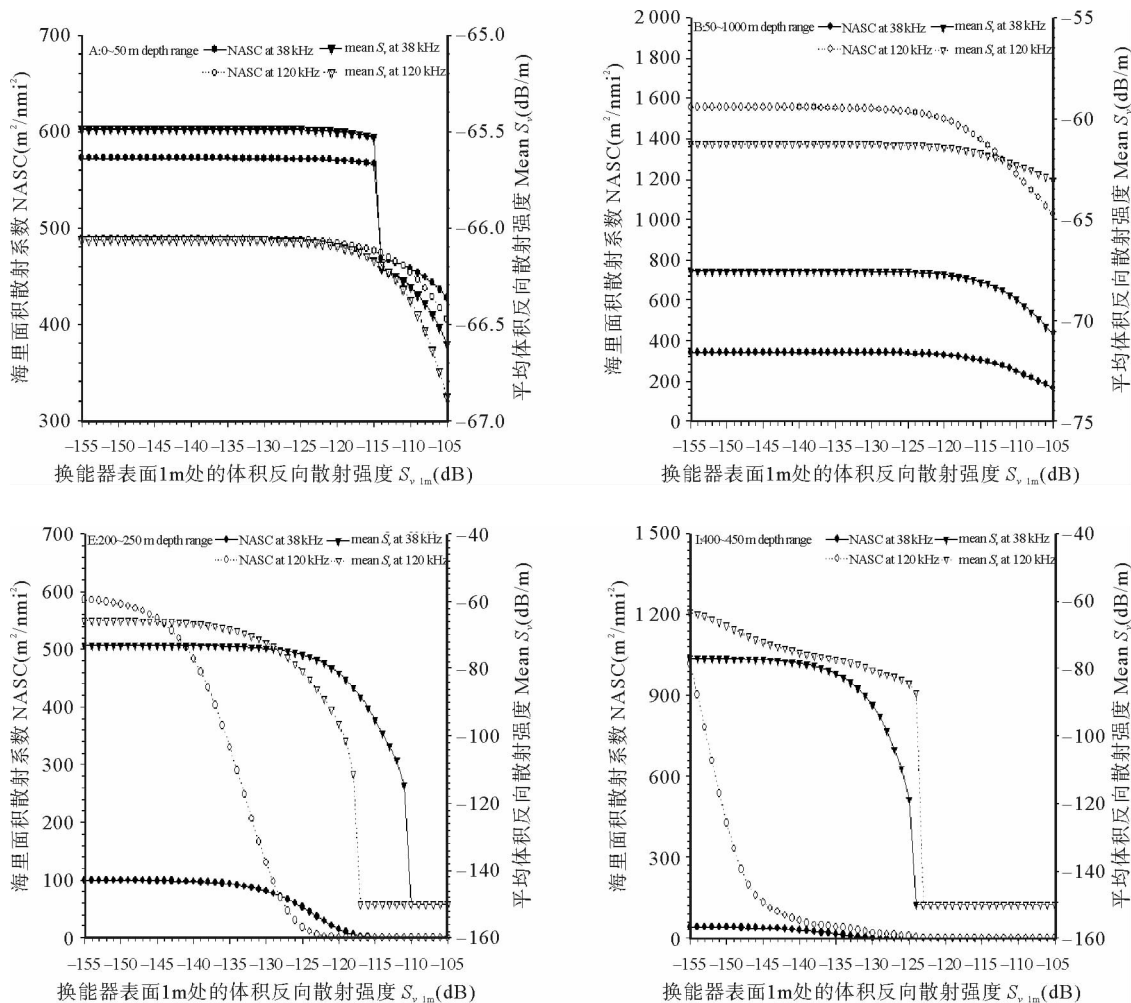 A:0~50 m depth range
NASC at 38 kHz
mean Sv at 38 kHz
NASC at 120 kHz
mean Sv at 120 kHz
海里面积散射系数 NASC(m²/nmi²)
700
600
500
400
300
平均体积反向散射强度 Mean Sv(dB/m)
−65.0
−65.5
−66.0
−66.5
−67.0
−155 −145 −135 −125 −115 −105
−150 −140 −130 −120 −110
换能器表面1m处的体积反向散射强度 Sv 1m(dB)
B:50~1000 m depth range
NASC at 38 kHz
mean Sv at 38 kHz
NASC at 120 kHz
mean Sv at 120 kHz
海里面积散射系数 NASC(m²/nmi²)
2 000
1 800
1 600
1 400
1 200
1 000
800
600
400
200
0
平均体积反向散射强度 Mean Sv(dB/m)
−55
−60
−65
−70
−75
−155 −145 −135 −125 −115 −105
−150 −140 −130 −120 −110
换能器表面1m处的体积反向散射强度 Sv 1m(dB)
E:200~250 m depth range
NASC at 38 kHz
mean Sv at 38 kHz
NASC at 120 kHz
mean Sv at 120 kHz
海里面积散射系数 NASC(m²/nmi²)
700
600
500
400
300
200
100
0
平均体积反向散射强度 Mean Sv(dB/m)
−40
−60
−80
−100
−120
−140
−160
−155 −145 −135 −125 −115 −105
−150 −140 −130 −120 −110
换能器表面1m处的体积反向散射强度 Sv 1m(dB)
I:400~450 m depth range
NASC at 38 kHz
mean Sv at 38 kHz
NASC at 120 kHz
mean Sv at 120 kHz
海里面积散射系数 NASC(m²/nmi²)
1 500
1 200
900
600
300
0
平均体积反向散射强度 Mean Sv(dB/m)
−40
−60
−80
−100
−120
−140
−160
−155 −145 −135 −125 −115 −105
−150 −140 −130 −120 −110
换能器表面1m处的体积反向散射强度 Sv 1m(dB)